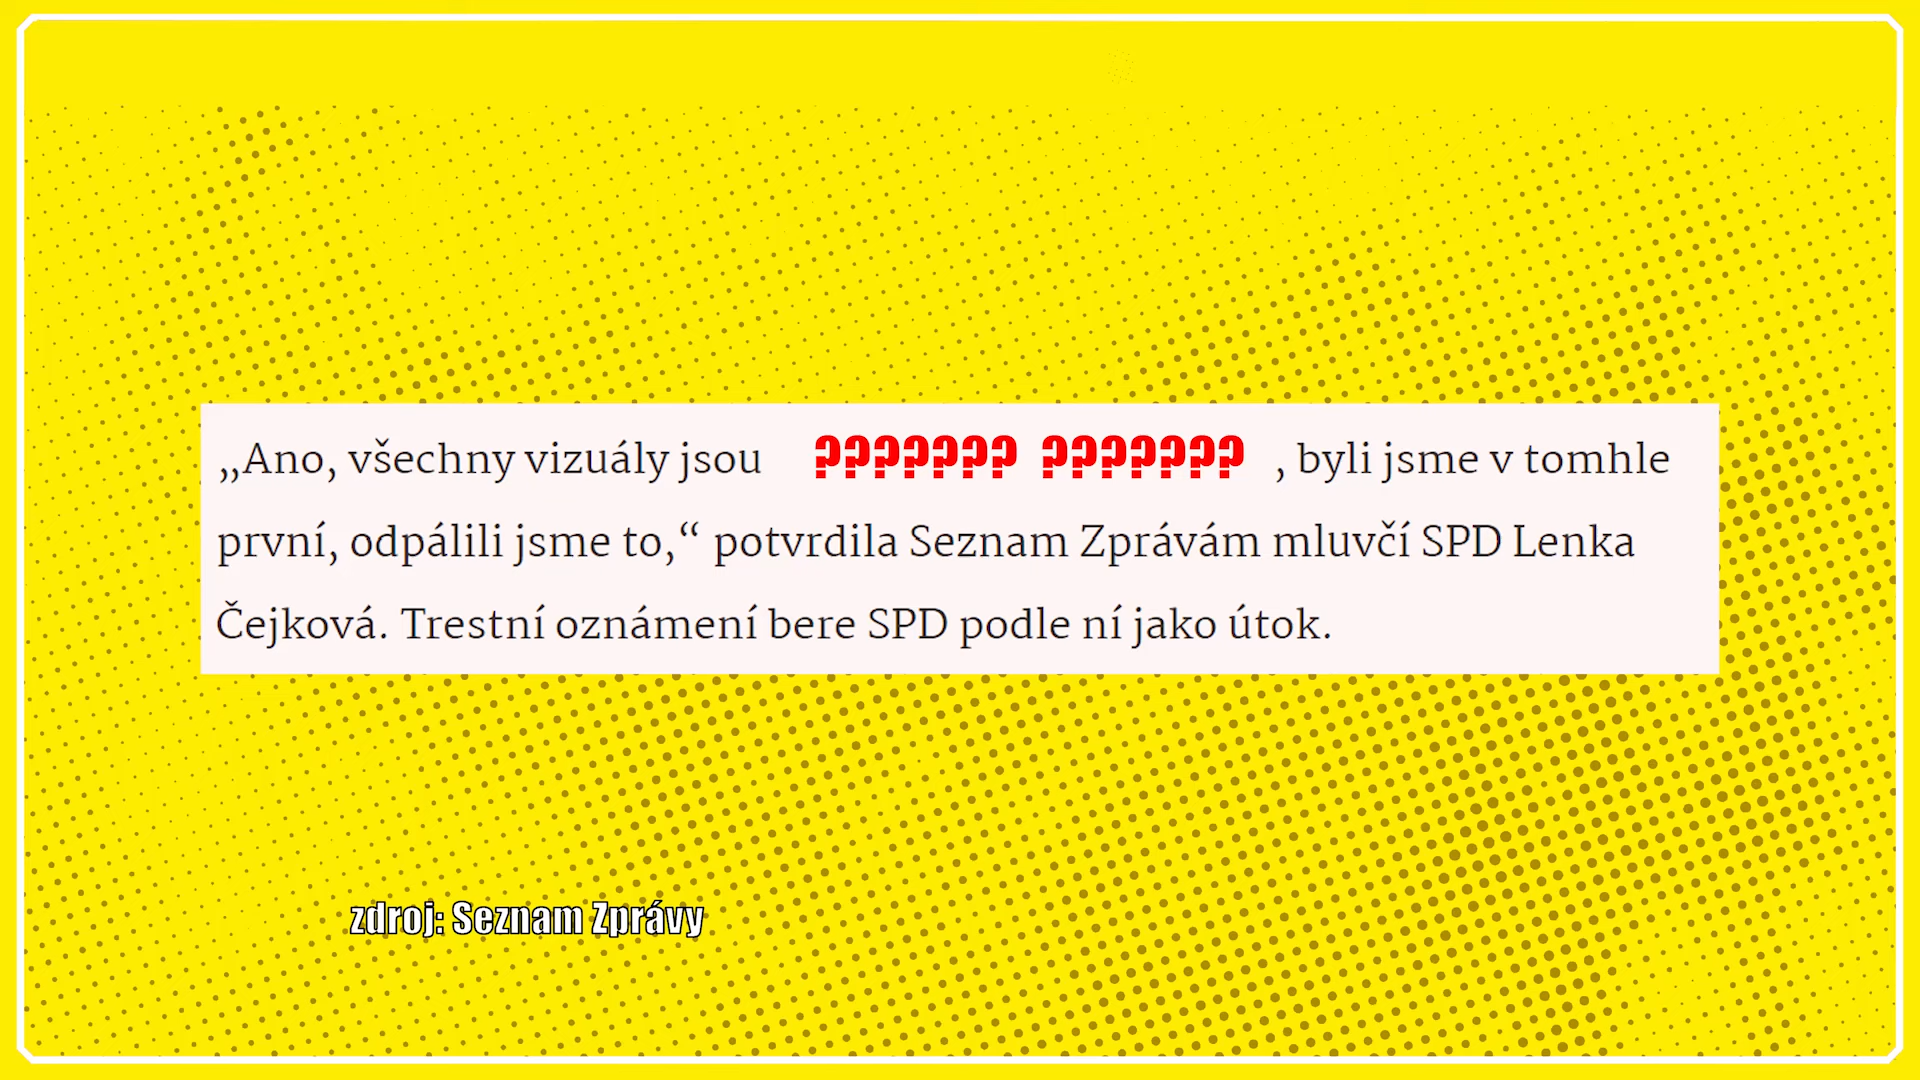 „Ano, všechny vizuály jsou ??????? ???????, byli jsme v tomhle
první, odpálili jsme to,“ potvrdila Seznam Zprávám mluvčí SPD Lenka
Čejková. Trestní oznámení bere SPD podle ní jako útok.
zdroj: Seznam Zprávy